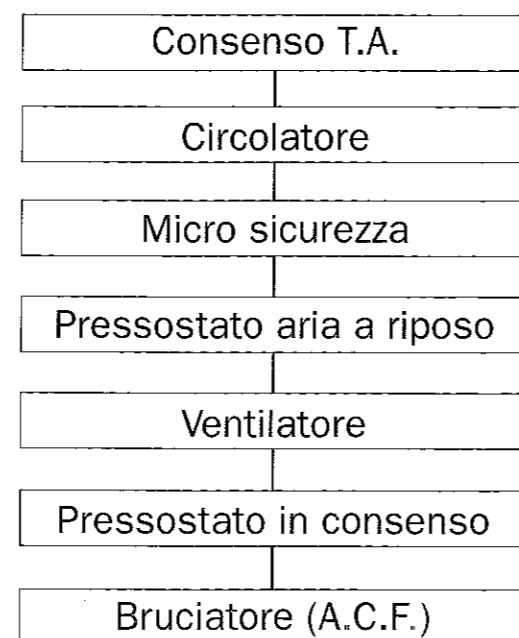 Consenso T.A.
Circolatore
Micro sicurezza
Pressostato aria a riposo
Ventilatore
Pressostato in consenso
Bruciatore (A.C.F.)